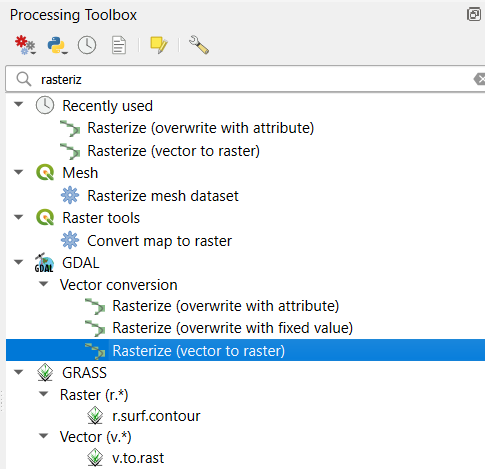 Processing Toolbox
rasteriz
Recently used
Rasterize (overwrite with attribute)
Rasterize (vector to raster)
Mesh
Rasterize mesh dataset
Raster tools
Convert map to raster
GDAL
GDAL
Vector conversion
Rasterize (overwrite with attribute)
Rasterize (overwrite with fixed value)
Rasterize (vector to raster)
GRASS
Raster (r.*)
r.surf.contour
Vector (v.*)
v.to.rast